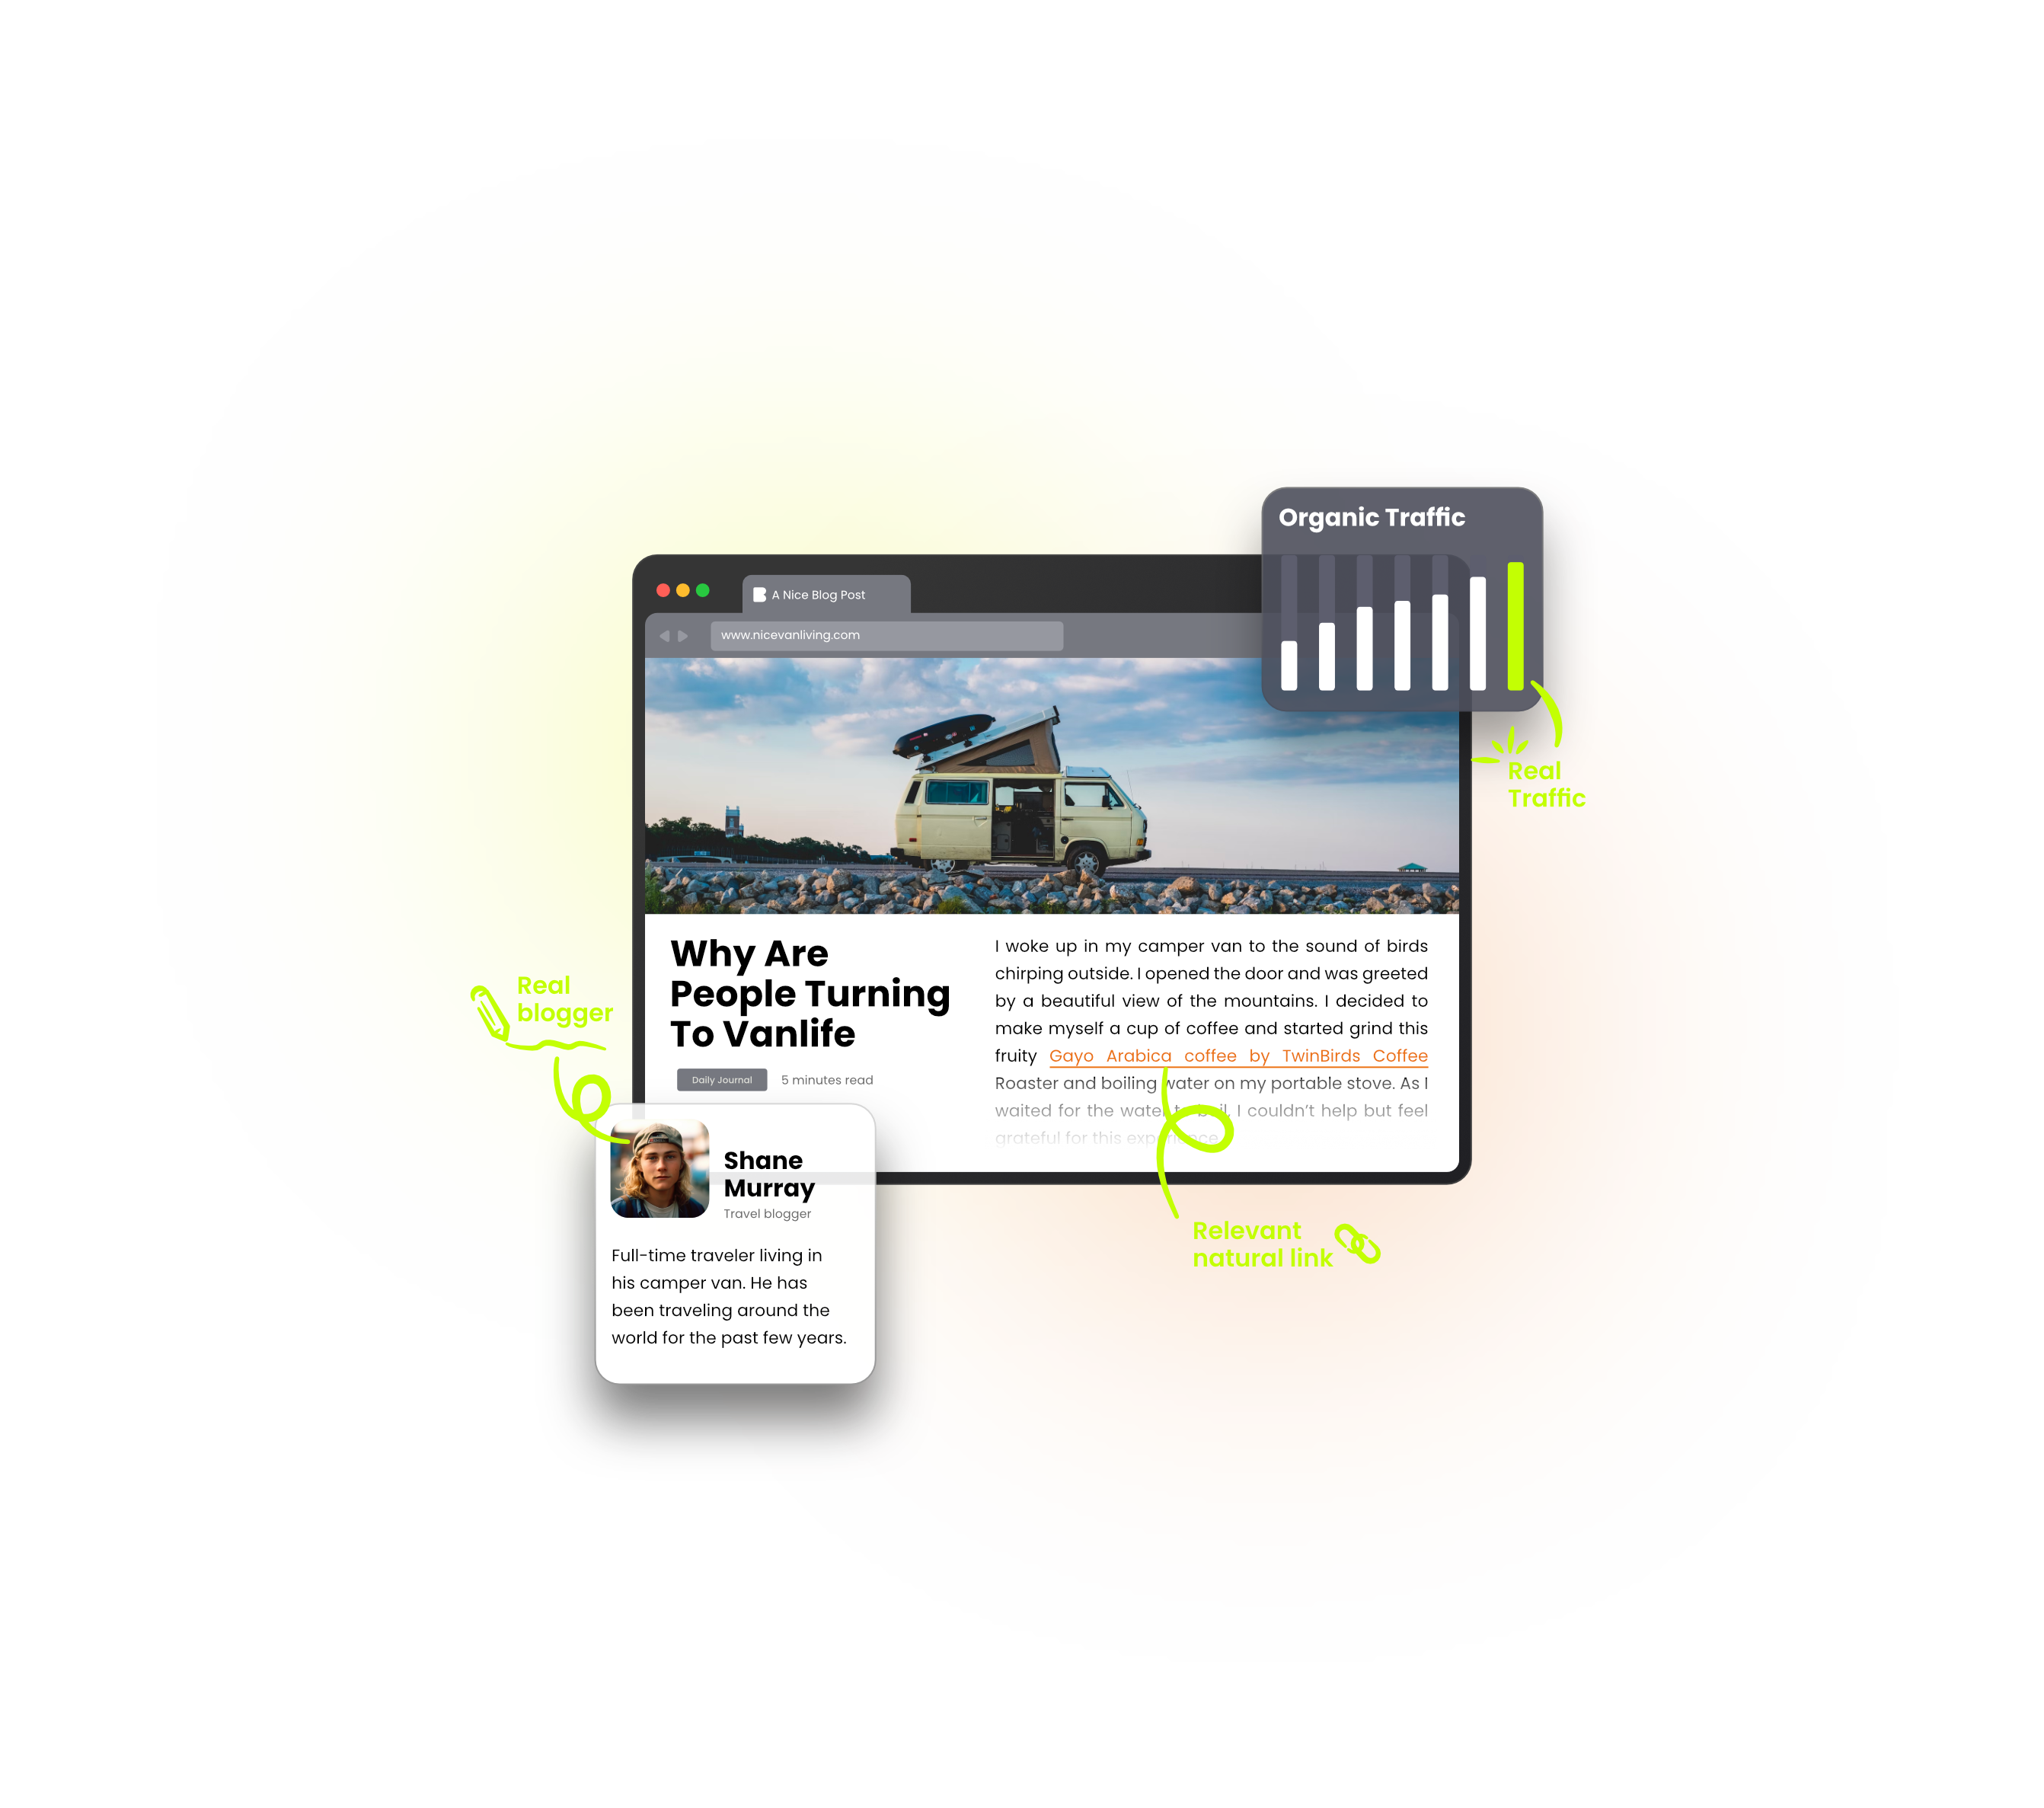 Organic Traffic
A Nice Blog Post
www.nicevanliving.com
Real
Traffic
Why Are
People Turning
To Vanlife
Daily Journal
5 minutes read
I woke up in my camper van to the sound of birds
chirping outside. I opened the door and was greeted
by a beautiful view of the mountains. I decided to
make myself a cup of coffee and started grind this
fruity Gayo Arabica coffee by TwinBirds Coffee
Roaster and boiling water on my portable stove. As I
waited for the water to boil, I couldn't help but feel
grateful for this experience
Real
blogger
Shane
Murray
Travel blogger
Full-time traveler living in
his camper van. He has
been traveling around the
world for the past few years.
Relevant
natural link